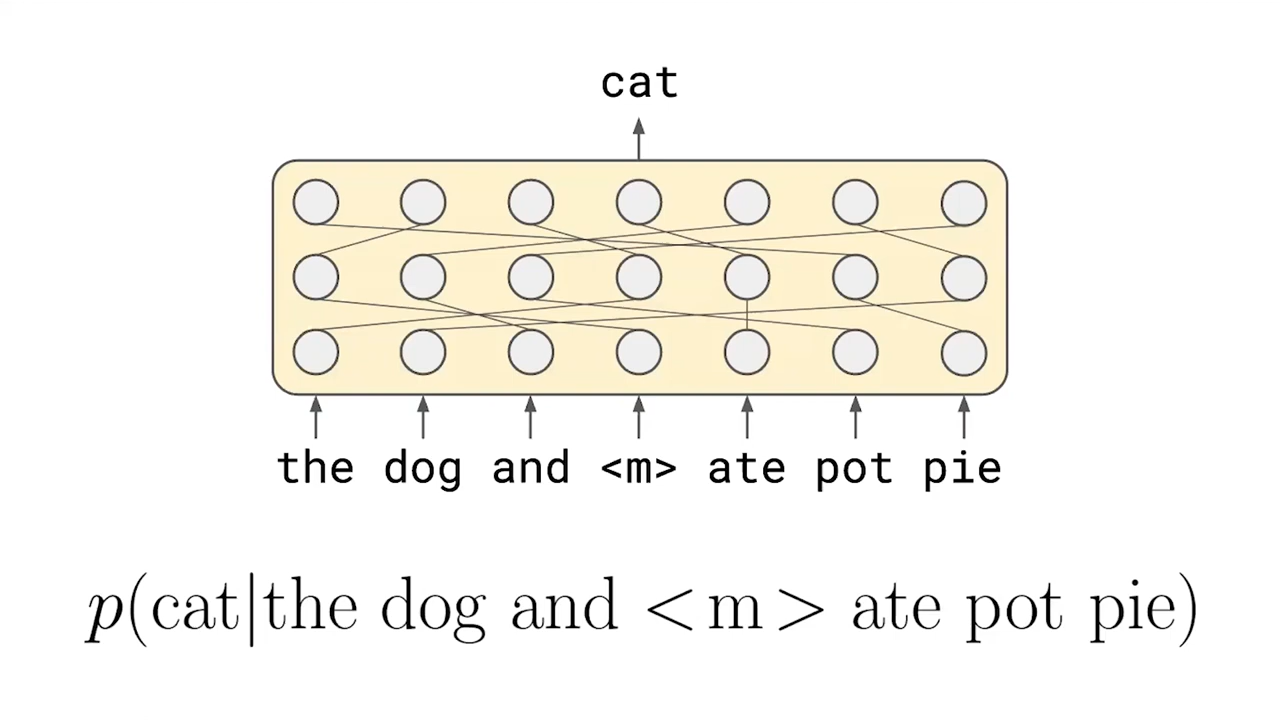 cat
the dog and <m> ate pot pie
p(cat|the dog and <m> ate pot pie)